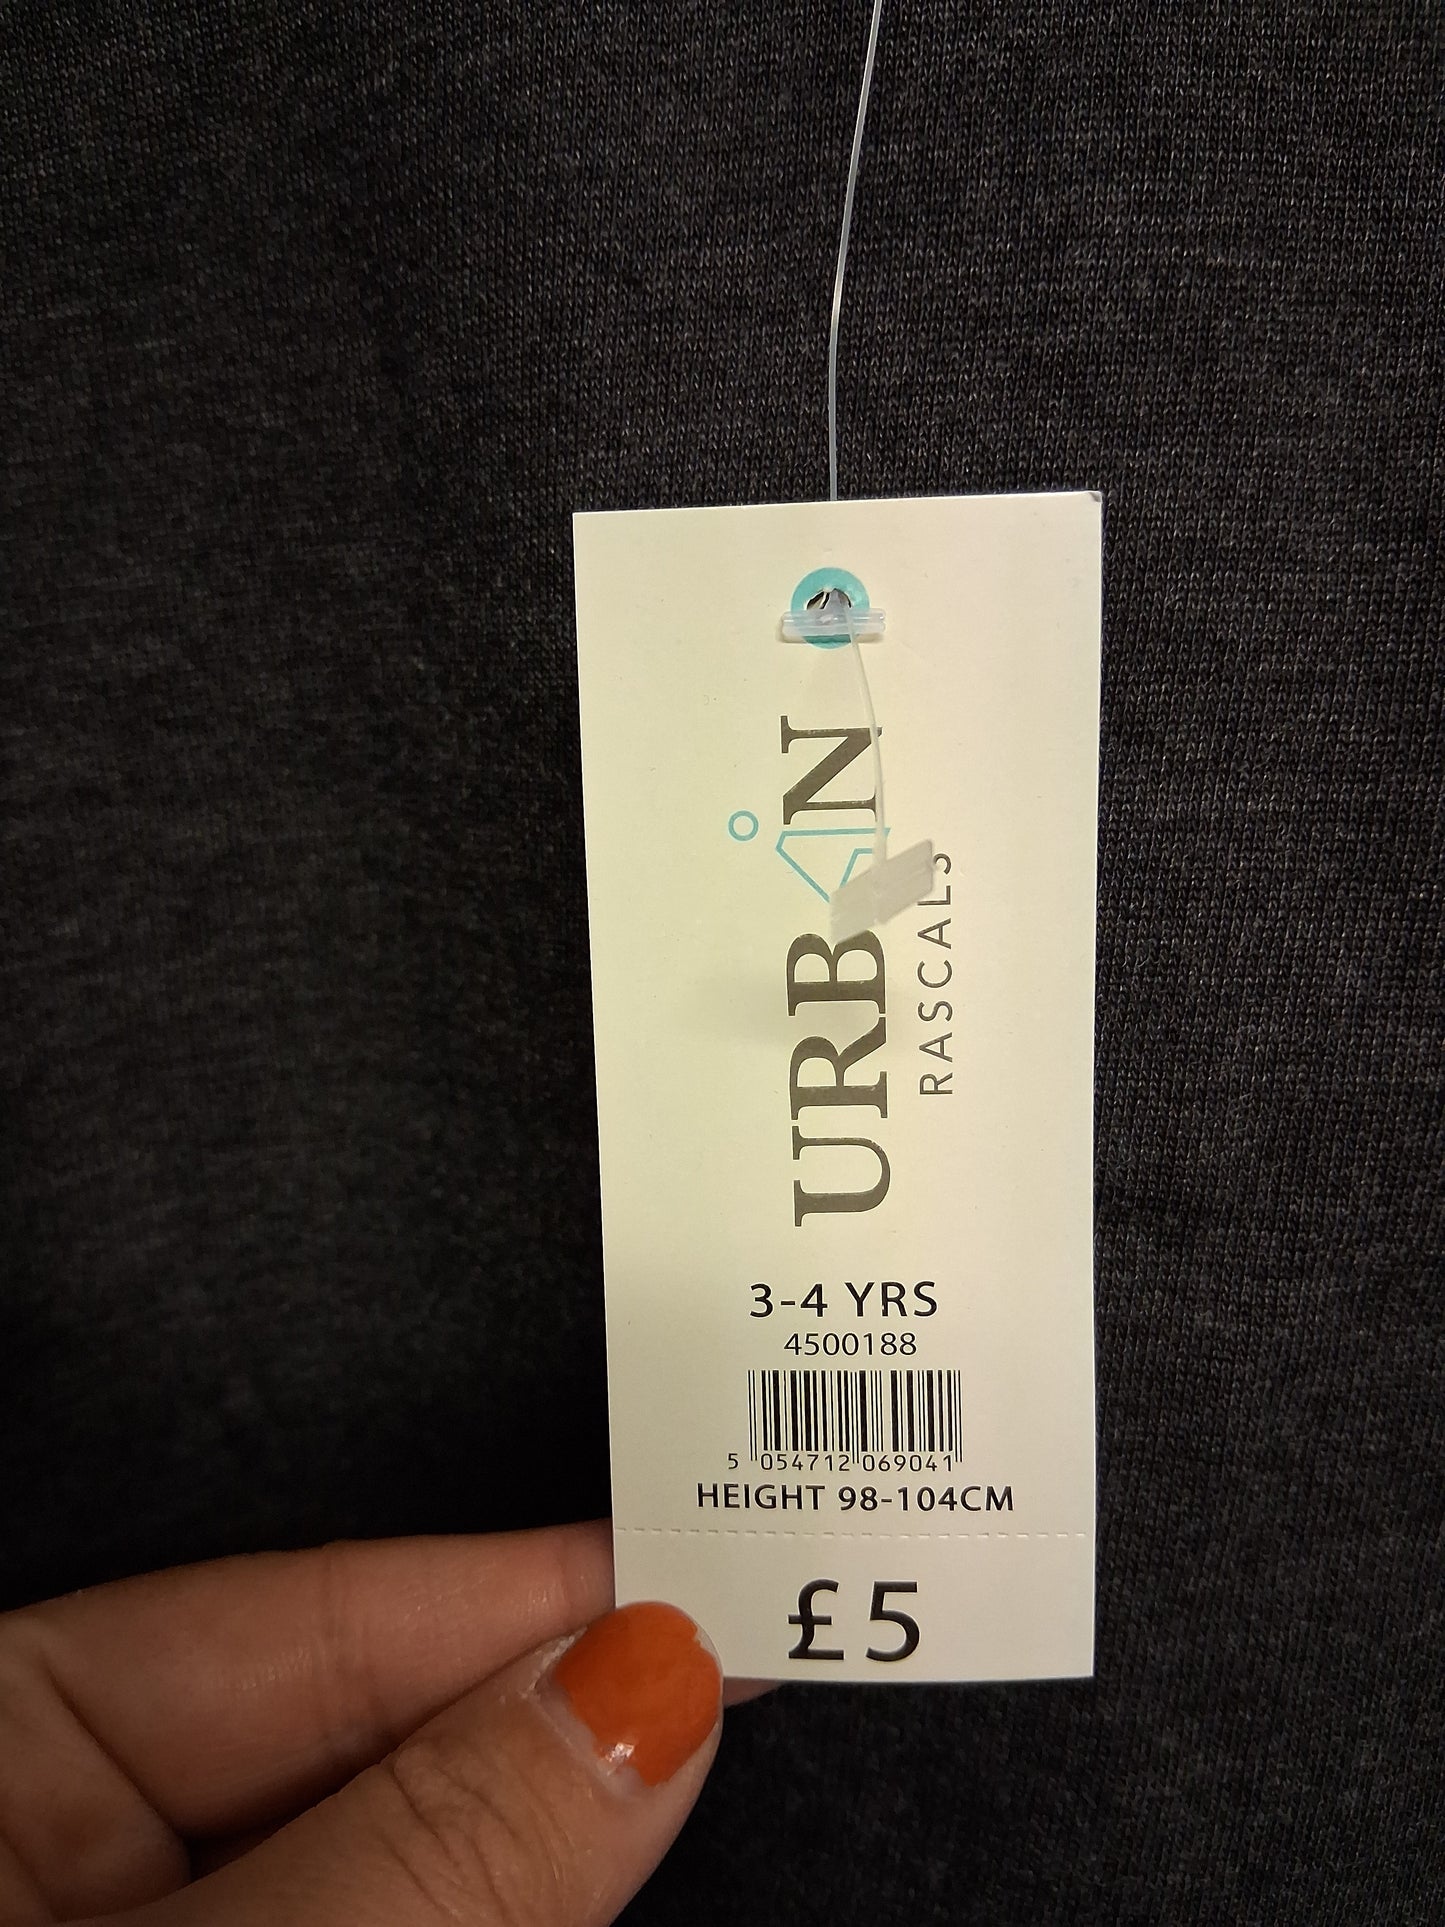 URBAN
RASCALS
3-4 YRS
4500188
5 054712 069041
HEIGHT 98-104CM
£5